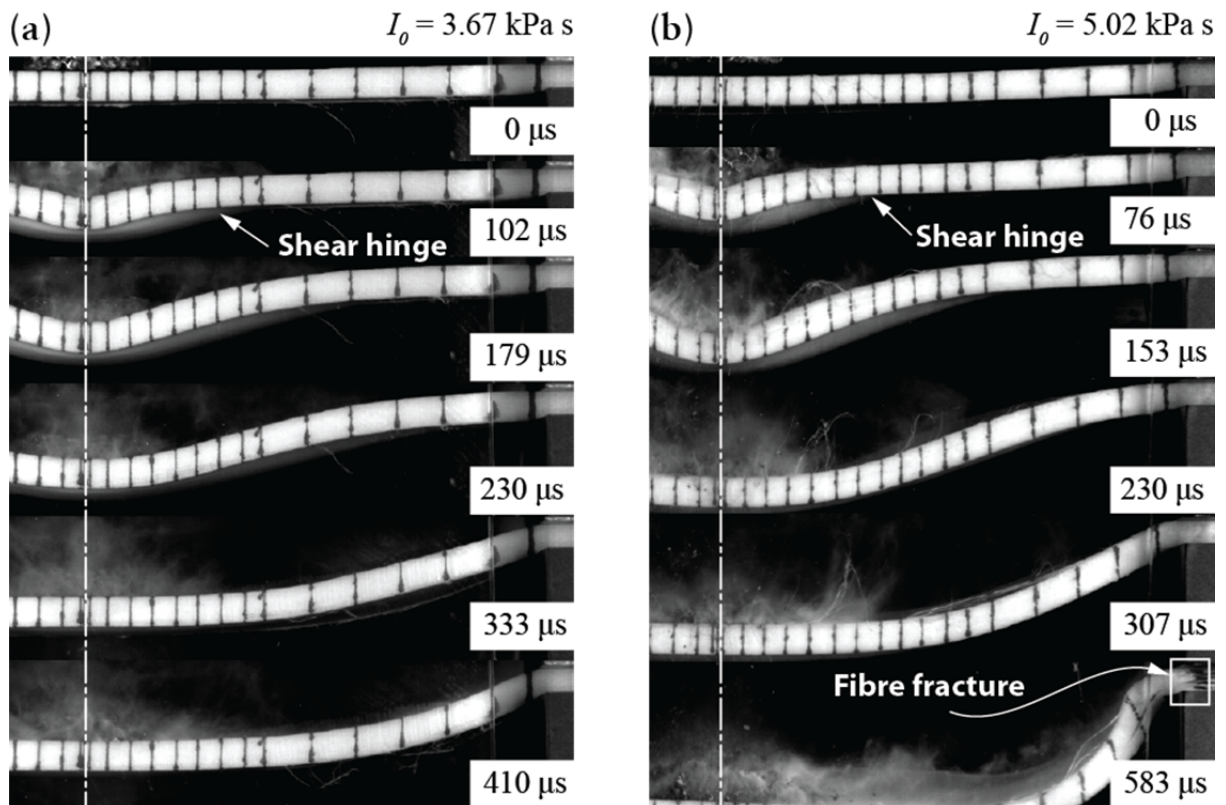 (a)
I0 = 3.67 kPa s
0 μs
102 μs
Shear hinge
179 μs
230 μs
333 μs
410 μs
(b)
I0 = 5.02 kPa s
0 μs
76 μs
Shear hinge
153 μs
230 μs
307 μs
Fibre fracture
583 μs